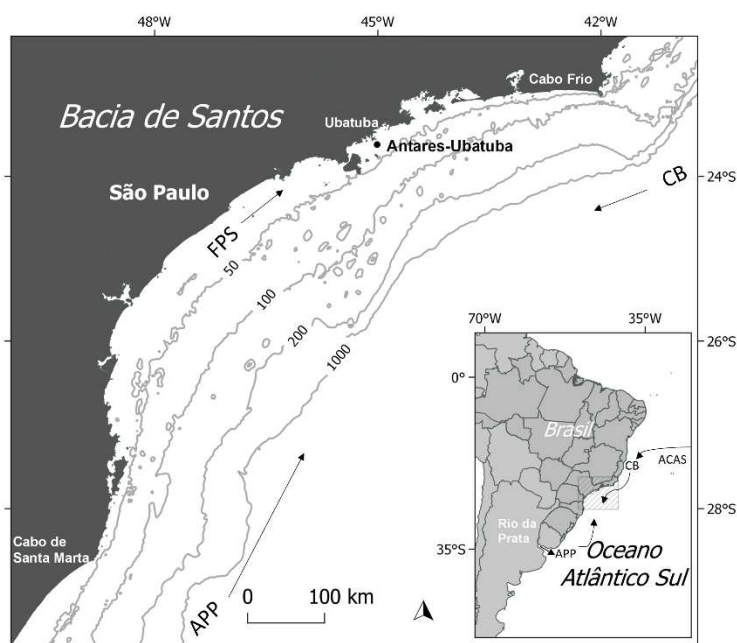 48°W 45°W 42°W
Cabo Frio
Bacia de Santos
Ubatuba
Antares-Ubatuba
24°S
São Paulo
CB
FPS
50
100
200
1000
70°W 35°W
26°S
0°
Brasil
CB
ACAS
28°S
Rio da
Prata
35°S
APP
Oceano
Atlântico Sul
Cabo de
Santa Marta
APP
0 100 km